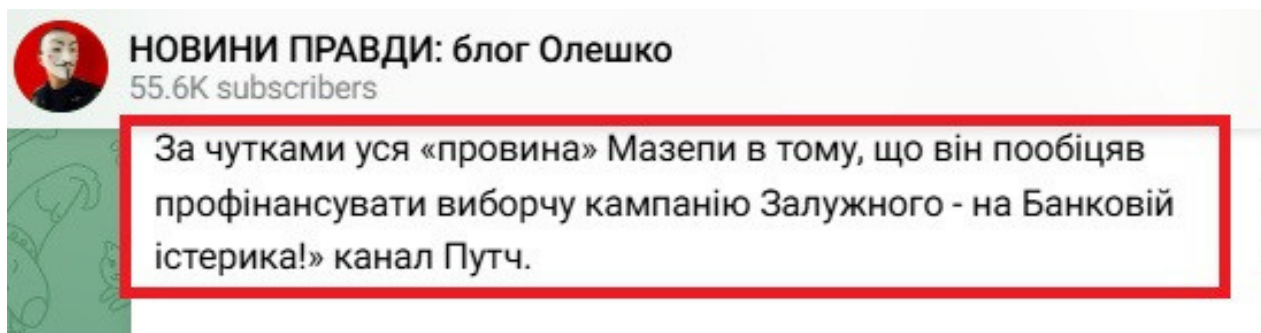 НОВИНИ ПРАВДИ: блог Олешко
55.6K subscribers
За чутками уся «провина» Мазепи в тому, що він пообіцяв
профінансувати виборчу кампанію Залужного - на Банковій
істерика!» канал Путч.